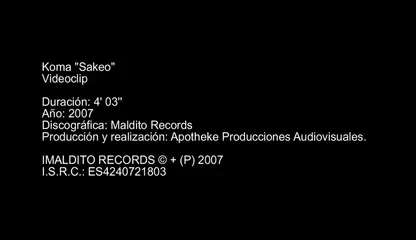 Koma "Sakeo"
Videoclip
Duración: 4' 03"
Año: 2007
Discográfica: Maldito Records
Producción y realización: Apotheke Producciones Audiovisuales.
IMALDITO RECORDS © + (P) 2007
I.S.R.C.: ES4240721803